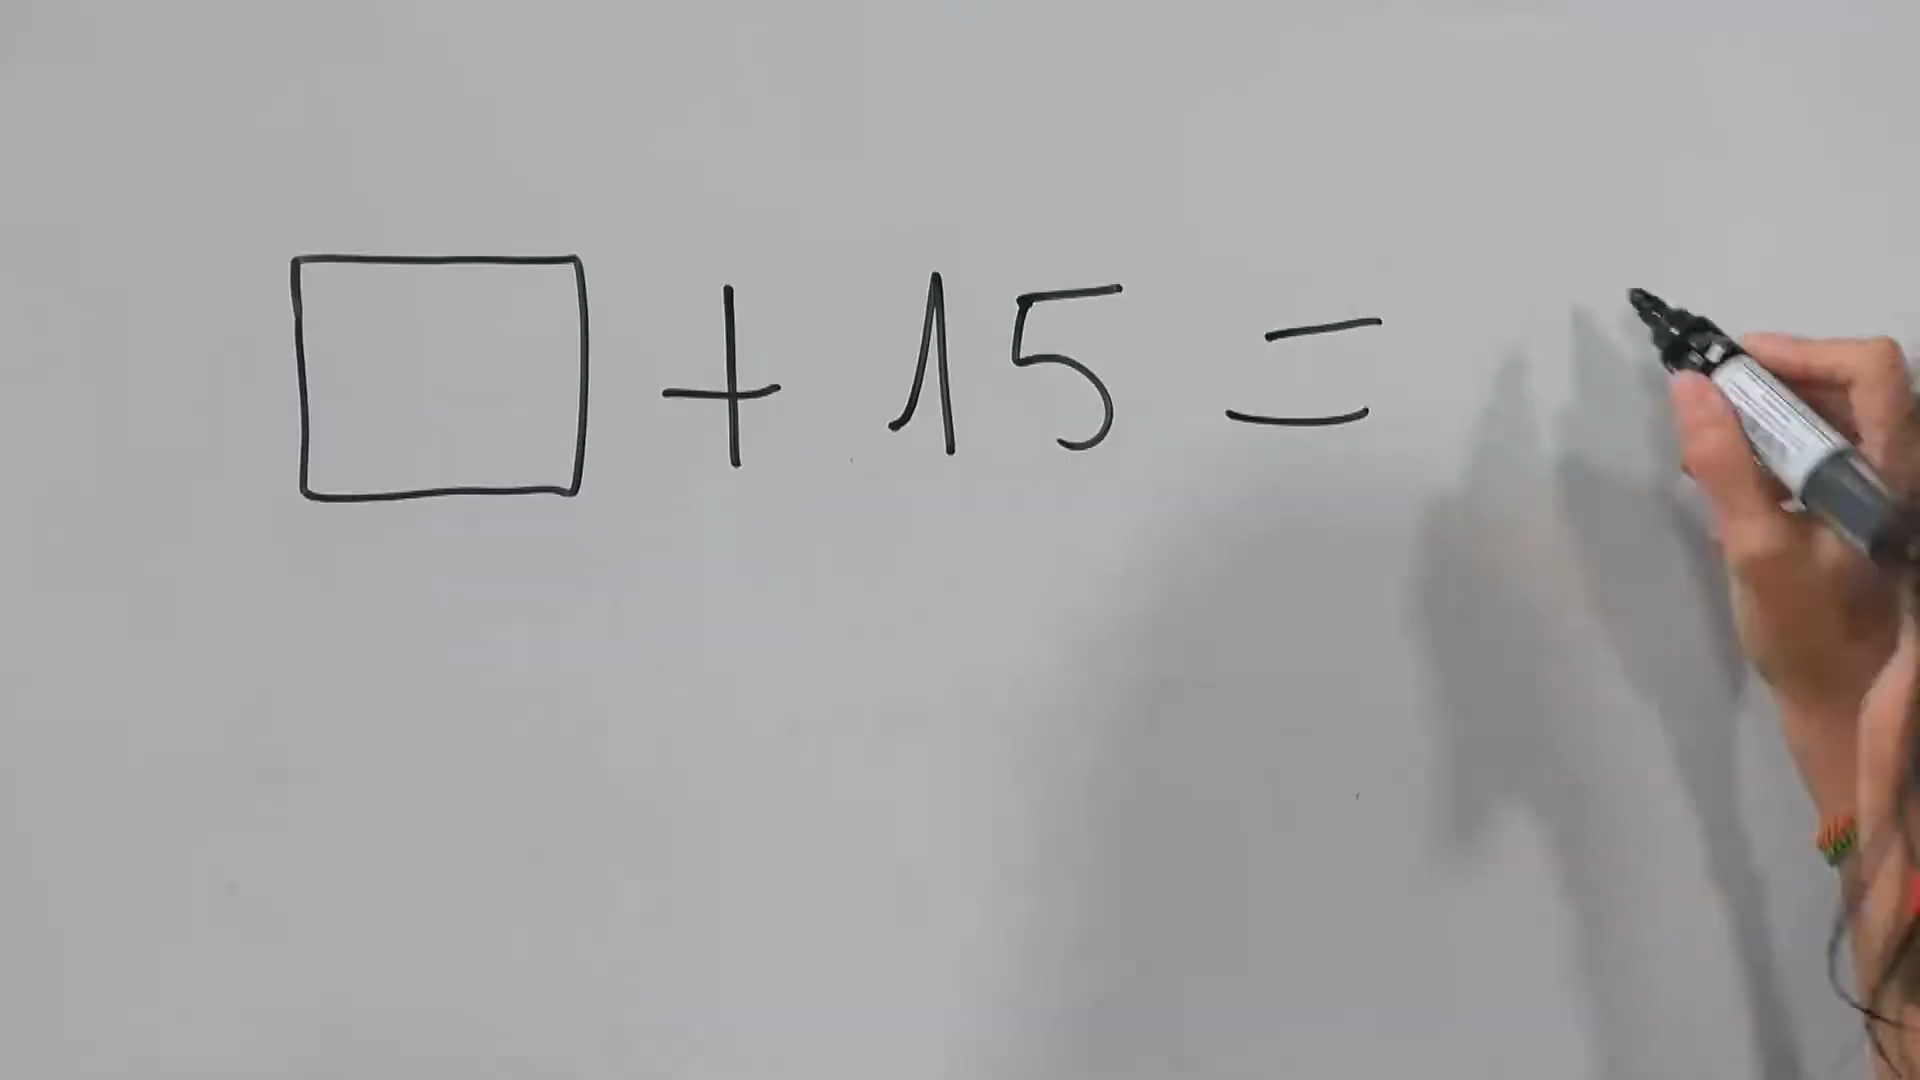 □ + 15 =